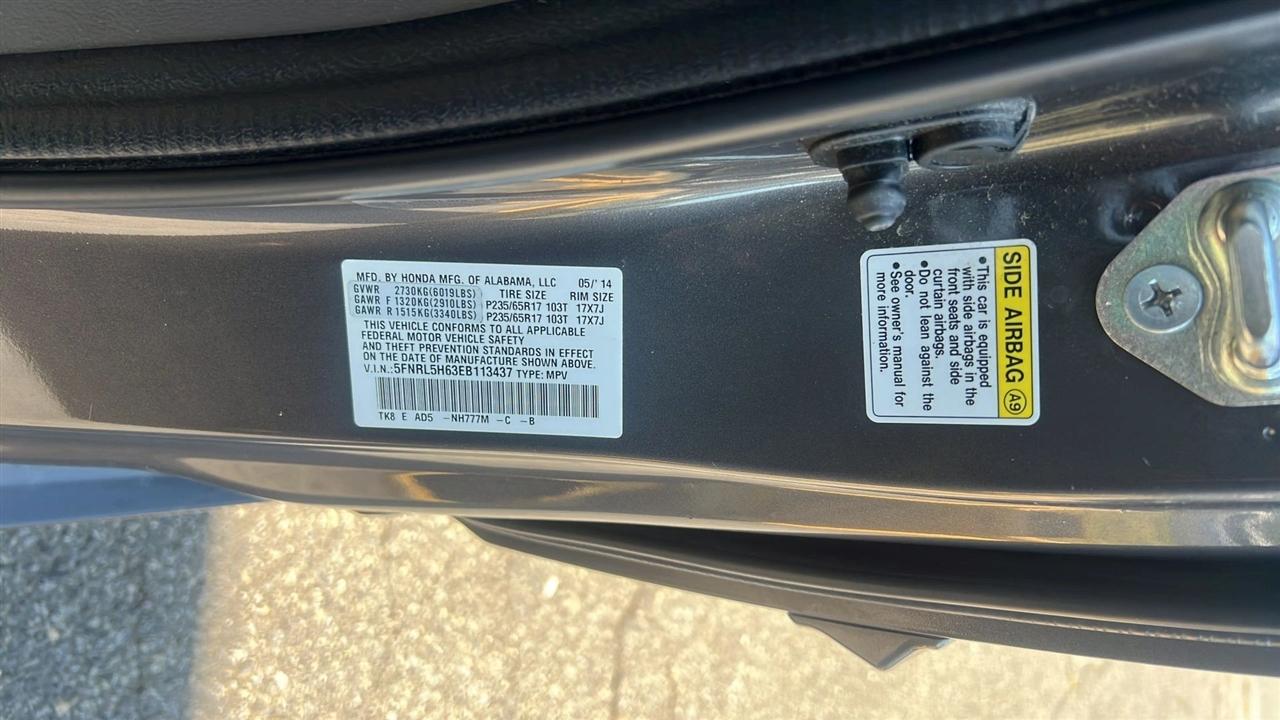 MFD. BY HONDA MFG. OF ALABAMA, LLC 05/'14
GVWR 2730KG(6019LBS) TIRE SIZE RIM SIZE
GAWR F 1320KG(2910LBS) P235/65R17 103T 17X7J
GAWR R 1515KG(3340LBS) P235/65R17 103T 17X7J
THIS VEHICLE CONFORMS TO ALL APPLICABLE
FEDERAL MOTOR VEHICLE SAFETY
AND THEFT PREVENTION STANDARDS IN EFFECT
ON THE DATE OF MANUFACTURE SHOWN ABOVE.
V.I.N.:5FNRL5H63EB113437 TYPE: MPV
TK8 E AD5 -NH777M -C -B
SIDE AIRBAG A9
•This car is equipped
with side airbags in the
front seats and side
curtain airbags.
•Do not lean against the
door.
•See owner's manual for
more information.